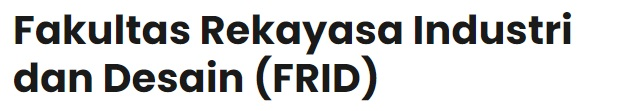 Fakultas Rekayasa Industri
dan Desain (FRID)